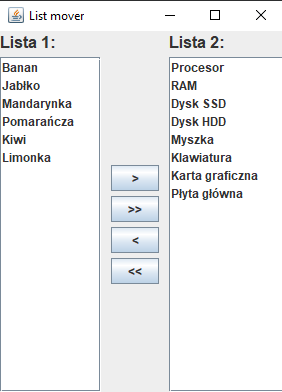 List mover
Lista 1:
Banan
Jabłko
Mandarynka
Pomarańcza
Kiwi
Limonka
>
>>
<
<<
Lista 2:
Procesor
RAM
Dysk SSD
Dysk HDD
Myszka
Klawiatura
Karta graficzna
Płyta główna